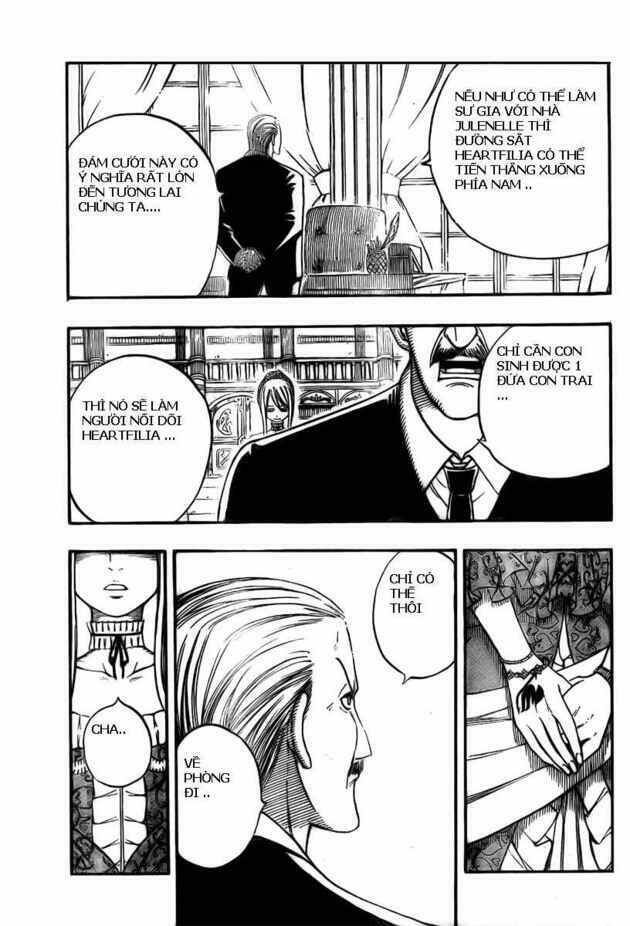 NẾU NHƯ CÓ THỂ LÀM
SƯ GIA VỚI NHÀ
JULENELLE THÌ
ĐƯỜNG SẮT
HEARTFILIA CÓ THỂ
TIẾN THẲNG XUỐNG
PHÍA NAM ..
ĐÁM CƯỚI NÀY CÓ
Ý NGHĨA RẤT LỚN
ĐẾN TƯƠNG LAI
CHÚNG TA....
CHỈ CẦN CON
SINH ĐƯỢC 1
ĐỨA CON TRAI ...
THÌ NÓ SẼ LÀM
NGƯỜI NỐI DÕI
HEARTFILIA ...
CHỈ CÓ
THẾ
THÔI
VỀ
PHÒNG
ĐI ..
CHA..